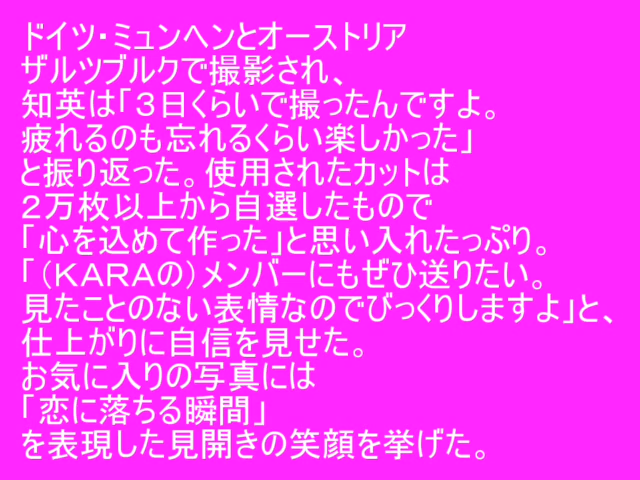 ドイツ・ミュンヘンとオーストリア
ザルツブルクで撮影され、
知英は「３日くらいで撮ったんですよ。
疲れるのも忘れるくらい楽しかった」
と振り返った。使用されたカットは
２万枚以上から自選したもので
「心を込めて作った」と思い入れたっぷり。
「（ＫＡＲＡの）メンバーにもぜひ送りたい。
見たことのない表情なのでびっくりしますよ」と、
仕上がりに自信を見せた。
お気に入りの写真には
「恋に落ちる瞬間」
を表現した見開きの笑顔を挙げた。